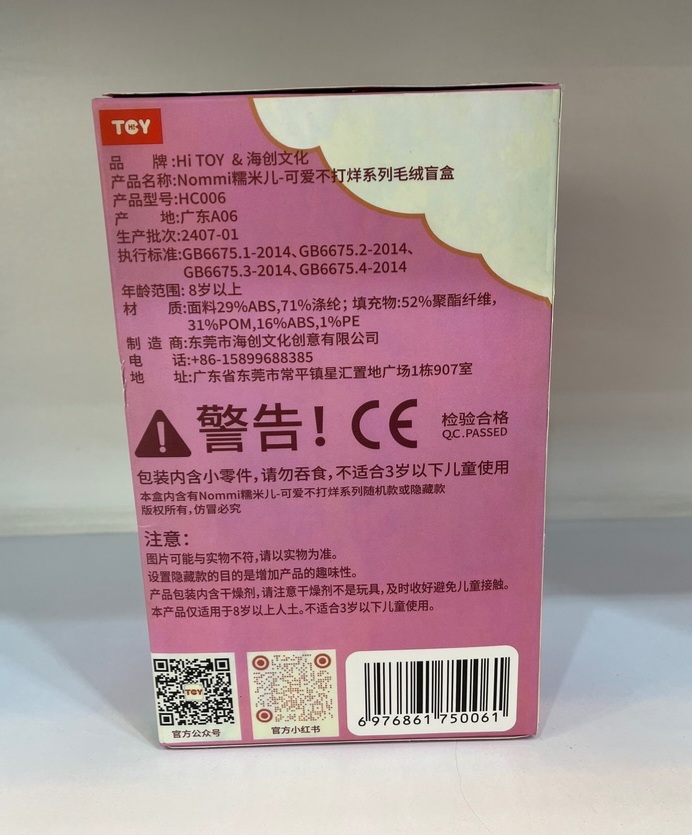 Hi TOY
品 牌:Hi TOY & 海创文化
产品名称:Nommi糯米儿-可爱不打烊系列毛绒盲盒
产品型号:HC006
产 地:广东A06
生产批次:2407-01
执行标准:GB6675.1-2014、GB6675.2-2014、
GB6675.3-2014、GB6675.4-2014
年龄范围: 8岁以上
材 质:面料29%ABS,71%涤纶；填充物:52%聚酯纤维，
31%POM,16%ABS,1%PE
制 造 商:东莞市海创文化创意有限公司
电 话:+86-15899688385
地 址:广东省东莞市常平镇星汇置地广场1栋907室
警告！CE 检验合格
Q.C.PASSED
包装内含小零件，请勿吞食，不适合3岁以下儿童使用
本盒内含有Nommi糯米儿-可爱不打烊系列随机款或隐藏款
版权所有，仿冒必究
注意：
图片可能与实物不符，请以实物为准。
设置隐藏款的目的是增加产品的趣味性。
产品包装内含干燥剂，请注意干燥剂不是玩具，及时收好避免儿童接触。
本产品仅适用于8岁以上人士。不适合3岁以下儿童使用。
TOY
官方公众号
官方小红书
6 976861 750061